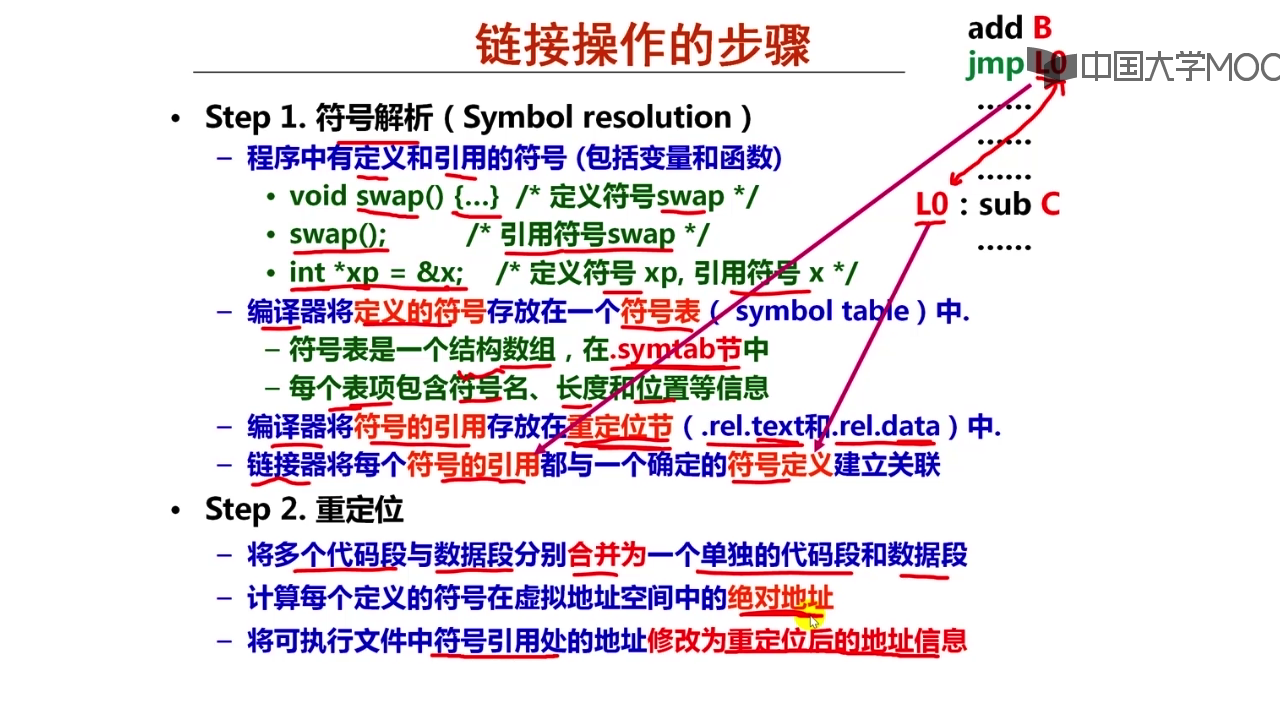 链接操作的步骤
add B
jmp L0
中国大学MOO
……
……
……
L0：sub C
……
• Step 1. 符号解析（Symbol resolution）
– 程序中有定义和引用的符号 (包括变量和函数)
• void swap() {…} /* 定义符号swap */
• swap(); /* 引用符号swap */
• int *xp = &x; /* 定义符号 xp, 引用符号 x */
– 编译器将定义的符号存放在一个符号表（ symbol table）中.
– 符号表是一个结构数组，在.symtab节中
– 每个表项包含符号名、长度和位置等信息
– 编译器将符号的引用存放在重定位节（.rel.text和.rel.data）中.
– 链接器将每个符号的引用都与一个确定的符号定义建立关联
• Step 2. 重定位
– 将多个代码段与数据段分别合并为一个单独的代码段和数据段
– 计算每个定义的符号在虚拟地址空间中的绝对地址
– 将可执行文件中符号引用处的地址修改为重定位后的地址信息